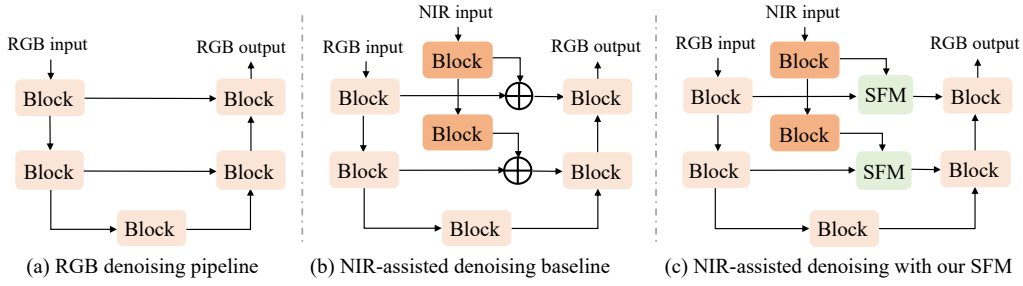 RGB input
RGB output
Block
Block
Block
Block
Block
(a) RGB denoising pipeline
NIR input
RGB input
RGB output
Block
Block
Block
Block
Block
Block
Block
(b) NIR-assisted denoising baseline
NIR input
RGB input
RGB output
Block
Block
SFM
Block
Block
Block
SFM
Block
Block
(c) NIR-assisted denoising with our SFM